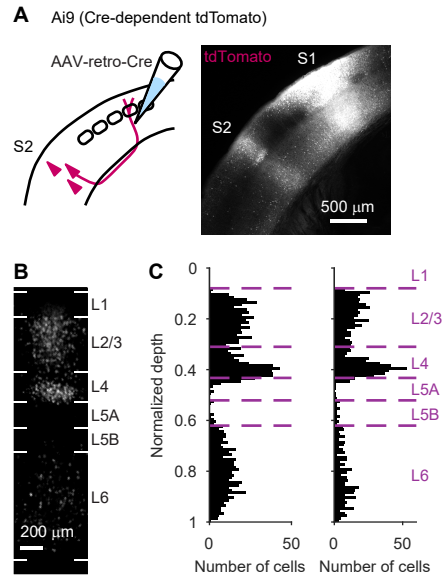 A Ai9 (Cre-dependent tdTomato)
AAV-retro-Cre
S2
tdTomato
S1
S2
500 μm
B
L1
L2/3
L4
L5A
L5B
L6
200 μm
C
Normalized depth
0
0.2
0.4
0.6
0.8
1
0 50
Number of cells
0 50
Number of cells
L1
L2/3
L4
L5A
L5B
L6